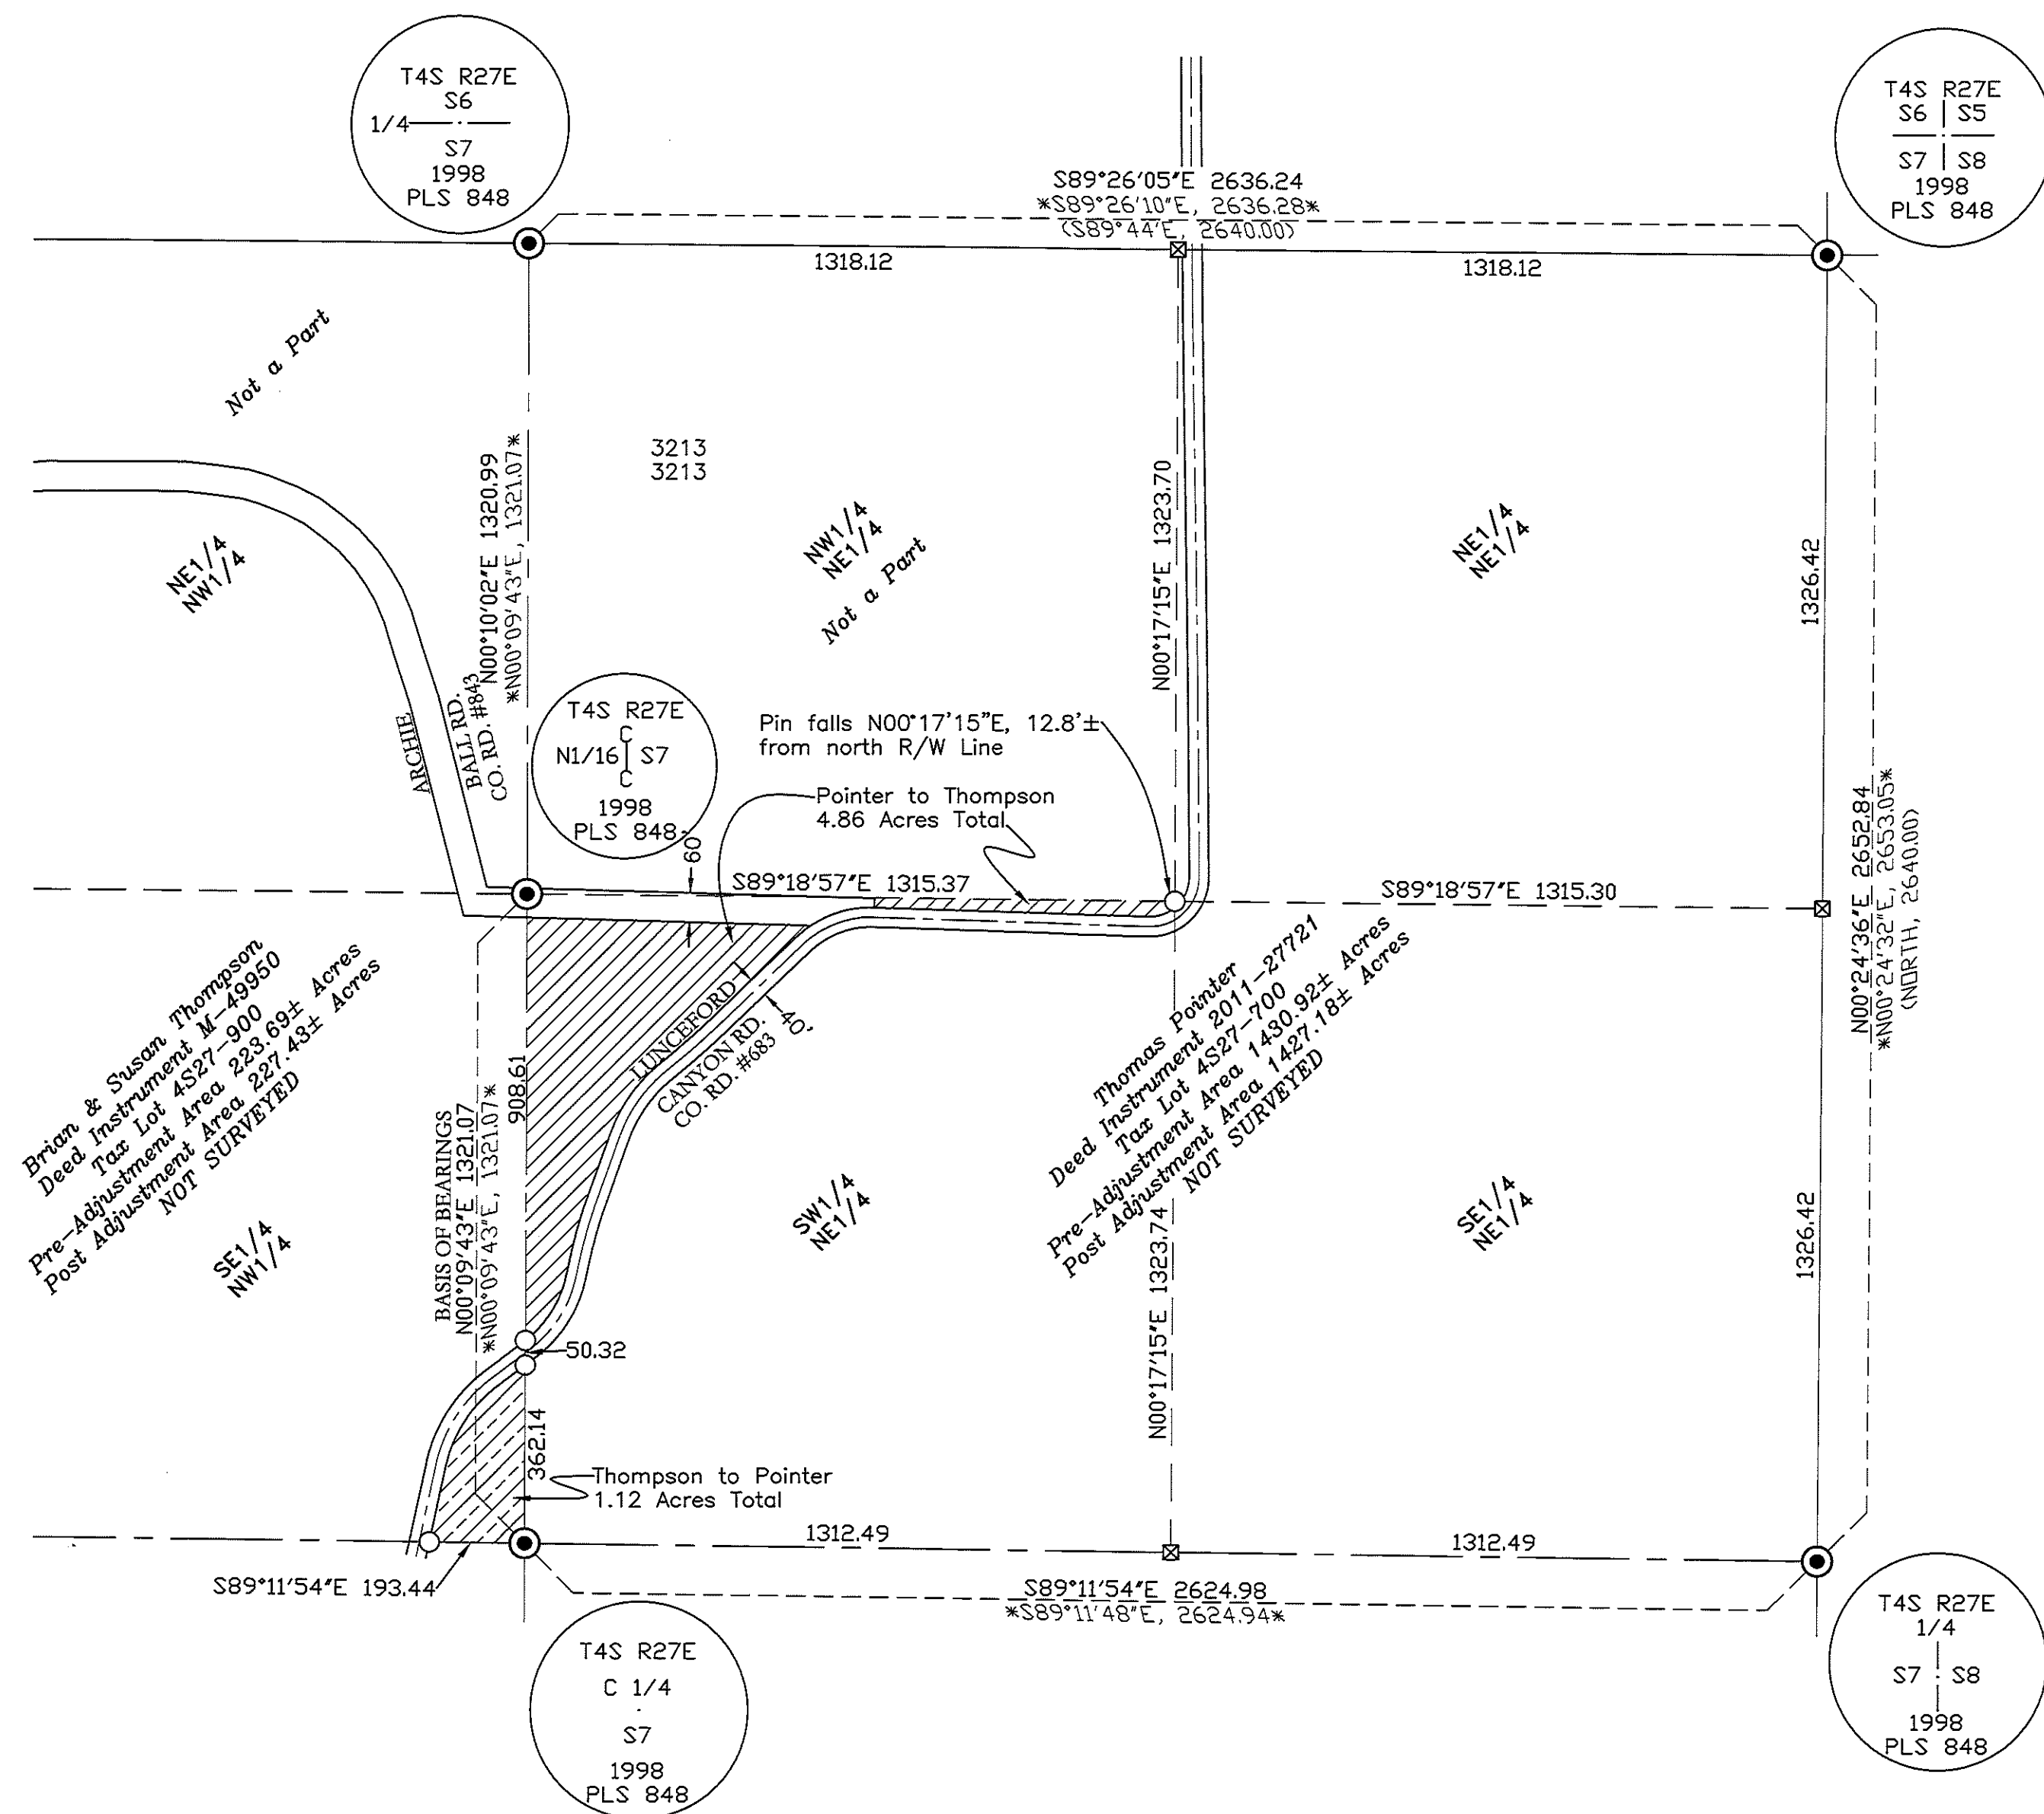 T4S R27E
S6
1/4
S7
1998
PLS 848
T4S R27E
S6 S5
S7 S8
1998
PLS 848
S89°26'05"E 2636.24
*S89°26'10"E, 2636.28*
(S89°44'E, 2640.00)
1318.12
1318.12
Not a Part
3213
3213
N00°10'02"E 1320.99
*N00°09'43"E, 1321.07*
NE1/4
NW1/4
NW1/4
NE1/4
Not a Part
N00°17'15"E 1323.70
NE1/4
NE1/4
1326.42
ARCHIE
BALL RD.
CO. RD. #843
T4S R27E
C
N1/16 S7
C
1998
PLS 848
Pin falls N00°17'15"E, 12.8'±
from north R/W Line
Pointer to Thompson
4.86 Acres Total
60'
S89°18'57"E 1315.37
S89°18'57"E 1315.30
N00°24'36"E 2652.84
*N00°24'32"E, 2653.05*
(NORTH, 2640.00)
Brian & Susan Thompson
Deed Instrument M-49950
Tax Lot 4S27-900
Pre-Adjustment Area 223.69± Acres
Post Adjustment Area 227.43± Acres
NOT SURVEYED
LUNCEFORD
CANYON RD.
CO. RD. #683
40'
Thomas Pointer
Deed Instrument 2011-27721
Tax Lot 4S27-700
Pre-Adjustment Area 1430.92± Acres
Post Adjustment Area 1427.18± Acres
NOT SURVEYED
908.61
BASIS OF BEARINGS
N00°09'43"E 1321.07
*N00°09'43"E, 1321.07*
SE1/4
NW1/4
SW1/4
NE1/4
N00°17'15"E 1323.74
SE1/4
NE1/4
1326.42
50.32
362.14
Thompson to Pointer
1.12 Acres Total
1312.49
1312.49
S89°11'54"E 193.44
S89°11'54"E 2624.98
*S89°11'48"E, 2624.94*
T4S R27E
C 1/4
S7
1998
PLS 848
T4S R27E
1/4
S7 S8
1998
PLS 848